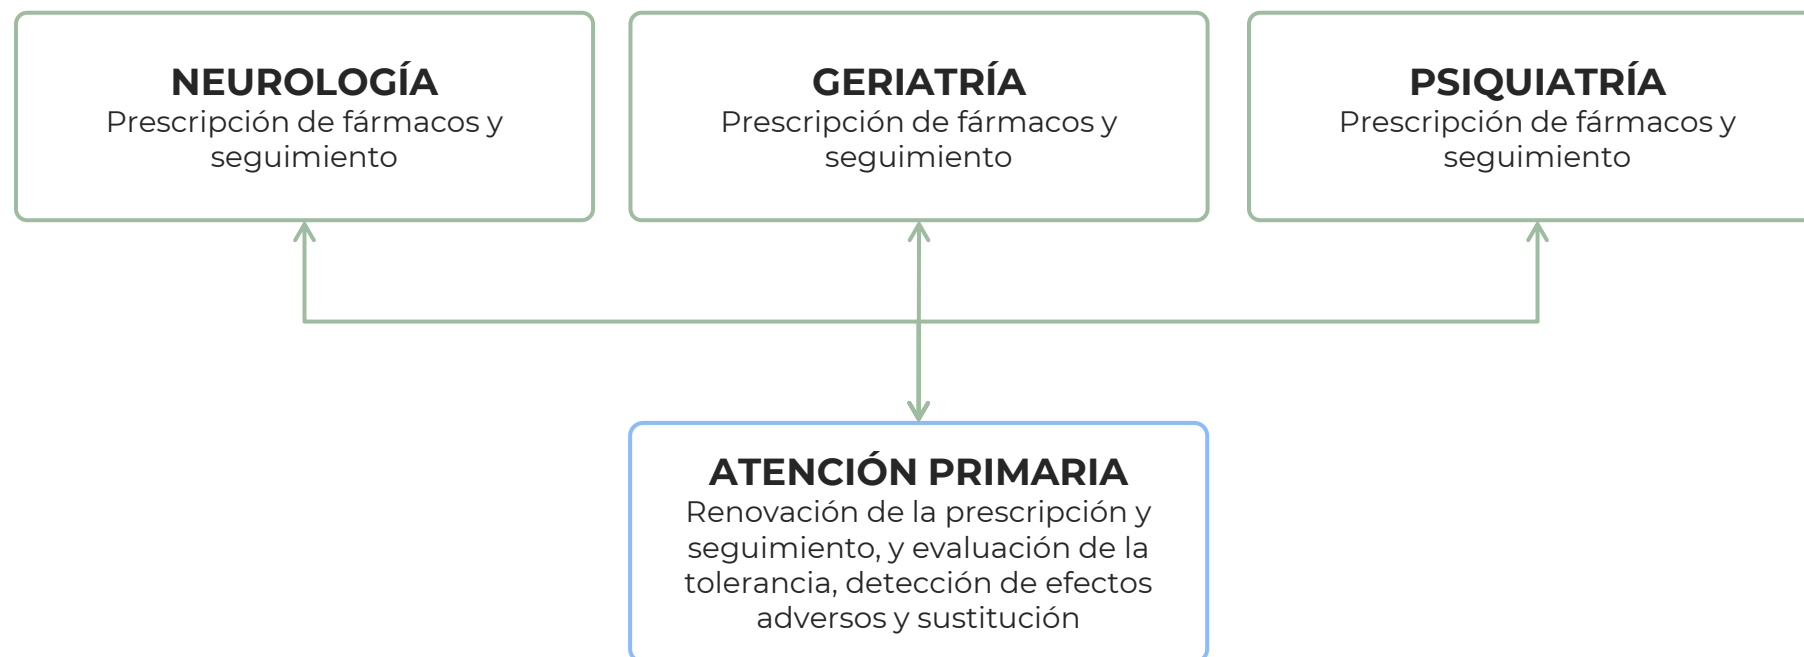 NEUROLOGÍA
Prescripción de fármacos y
seguimiento
GERIATRÍA
Prescripción de fármacos y
seguimiento
PSIQUIATRÍA
Prescripción de fármacos y
seguimiento
ATENCIÓN PRIMARIA
Renovación de la prescripción y
seguimiento, y evaluación de la
tolerancia, detección de efectos
adversos y sustitución